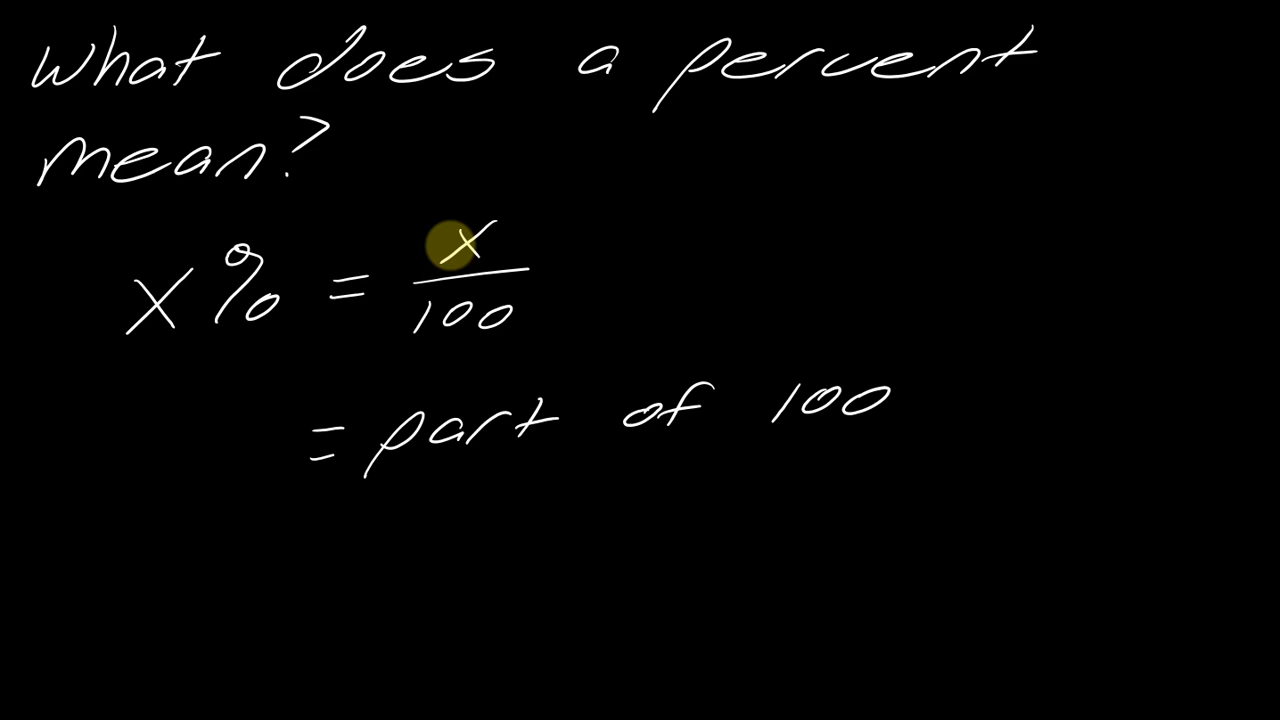 What does a percent
mean?
x% = x/100
= part of 100